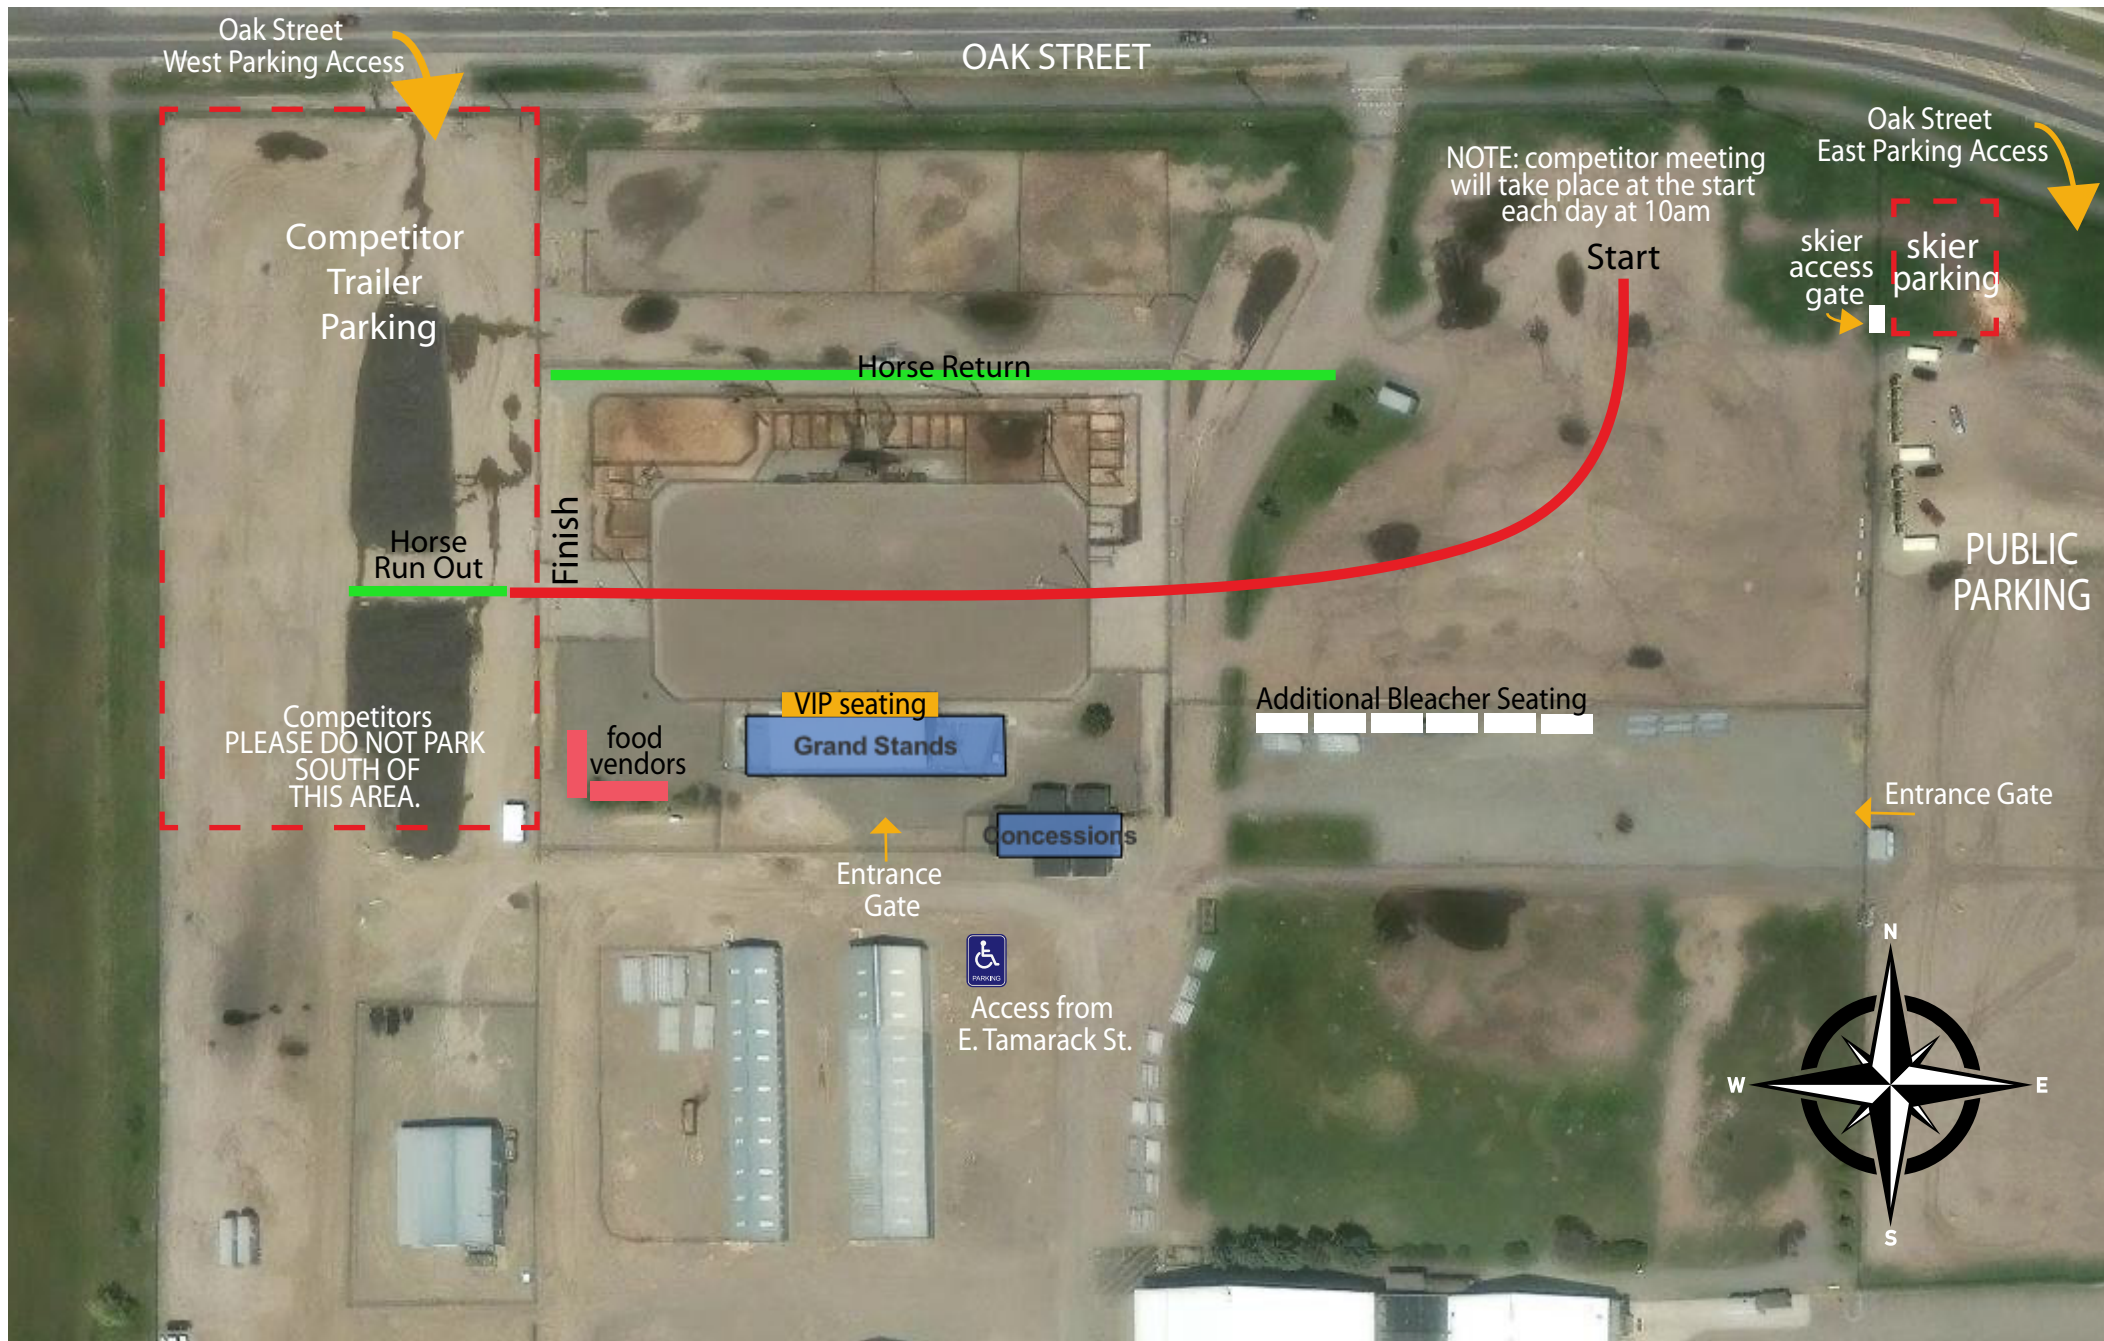 Oak Street
West Parking Access
OAK STREET
Oak Street
East Parking Access
NOTE: competitor meeting
will take place at the start
each day at 10am
Start
skier
access
gate
skier
parking
Competitor
Trailer
Parking
Horse Return
Finish
Horse
Run Out
PUBLIC
PARKING
VIP seating
Grand Stands
Additional Bleacher Seating
Competitors
PLEASE DO NOT PARK
SOUTH OF
THIS AREA.
food
vendors
Entrance Gate
Concessions
Entrance
Gate
PARKING
Access from
E. Tamarack St.
N
W
E
S